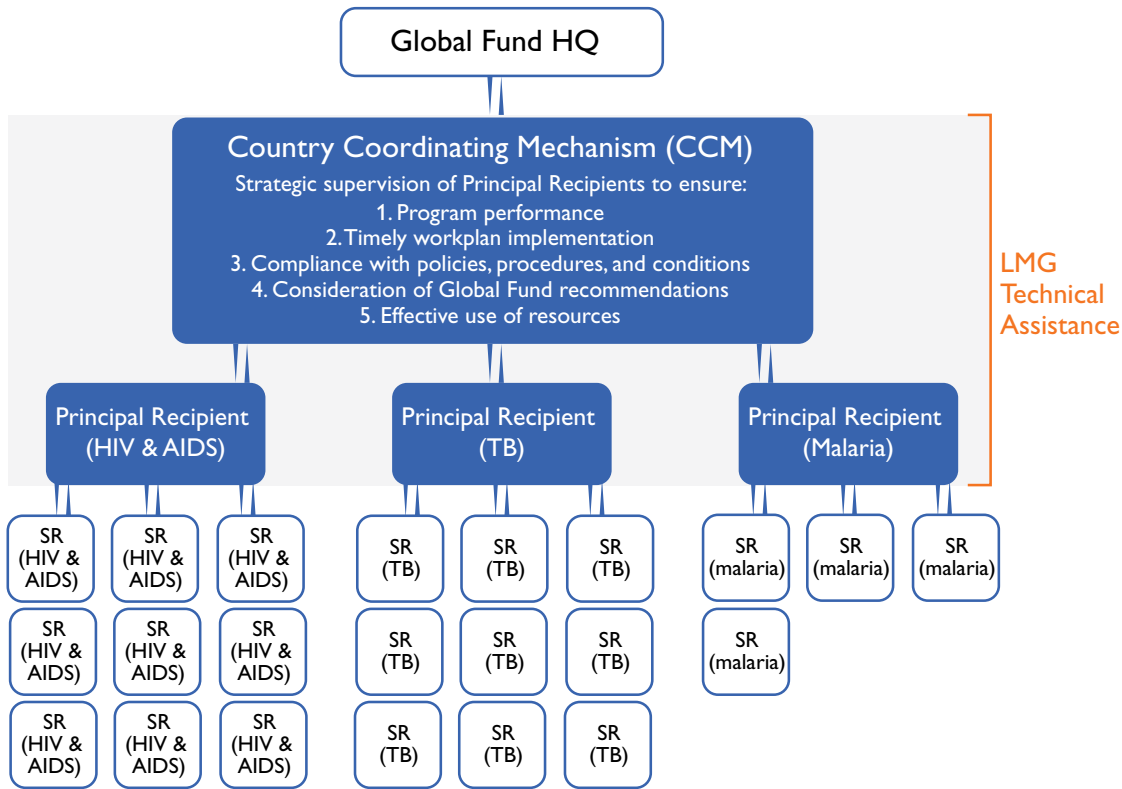 Global Fund HQ
Country Coordinating Mechanism (CCM)
Strategic supervision of Principal Recipients to ensure:
1. Program performance
2. Timely workplan implementation
3. Compliance with policies, procedures, and conditions
4. Consideration of Global Fund recommendations
5. Effective use of resources
LMG
Technical
Assistance
Principal Recipient
(HIV & AIDS)
Principal Recipient
(TB)
Principal Recipient
(Malaria)
SR
(HIV &
AIDS)
SR
(HIV &
AIDS)
SR
(HIV &
AIDS)
SR
(TB)
SR
(TB)
SR
(TB)
SR
(malaria)
SR
(malaria)
SR
(malaria)
SR
(HIV &
AIDS)
SR
(HIV &
AIDS)
SR
(HIV &
AIDS)
SR
(TB)
SR
(TB)
SR
(TB)
SR
(malaria)
SR
(HIV &
AIDS)
SR
(HIV &
AIDS)
SR
(HIV &
AIDS)
SR
(TB)
SR
(TB)
SR
(TB)